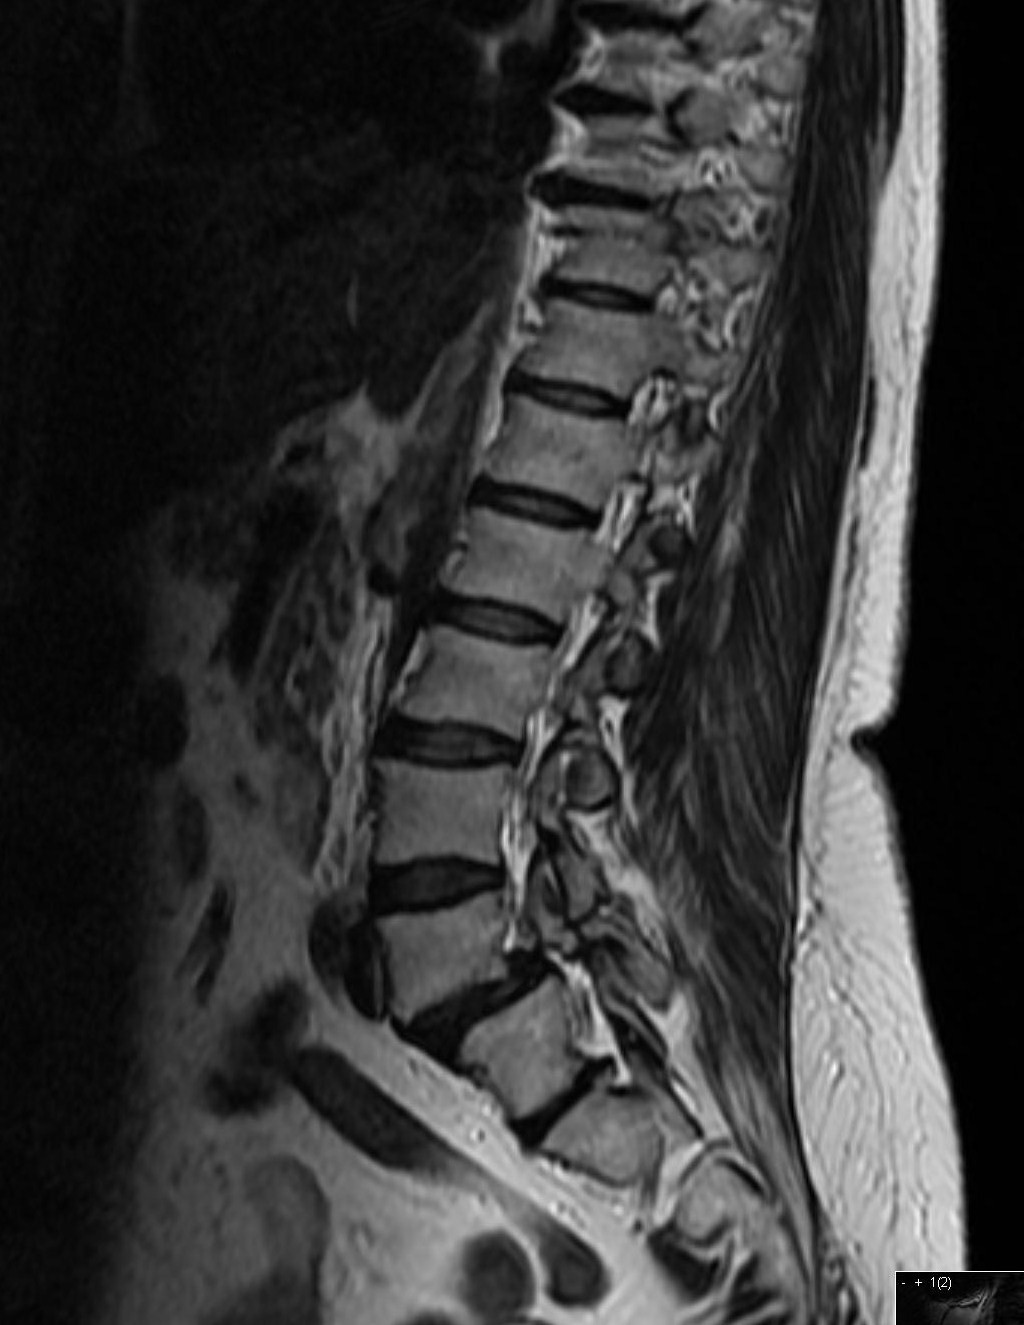 - + 1(2)